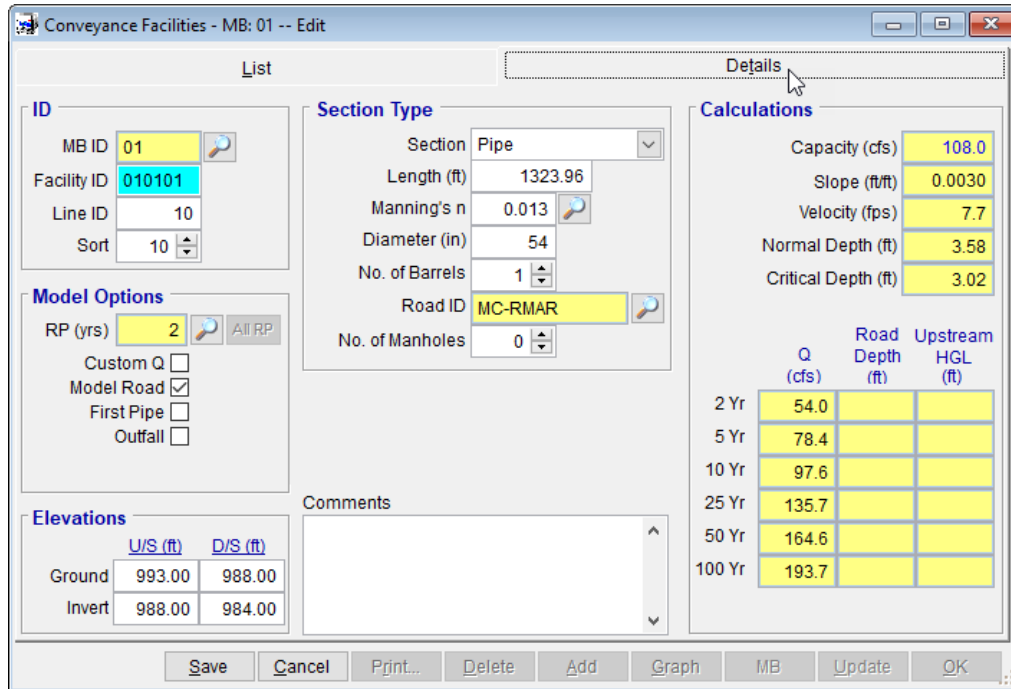 Conveyance Facilities - MB: 01 -- Edit
List
Details
ID
MB ID 01
Facility ID 010101
Line ID 10
Sort 10
Model Options
RP (yrs) 2 All RP
Custom Q
Model Road
First Pipe
Outfall
Elevations
U/S (ft) D/S (ft)
Ground 993.00 988.00
Invert 988.00 984.00
Section Type
Section Pipe
Length (ft) 1323.96
Manning's n 0.013
Diameter (in) 54
No. of Barrels 1
Road ID MC-RMAR
No. of Manholes 0
Comments
Calculations
Capacity (cfs) 108.0
Slope (ft/ft) 0.0030
Velocity (fps) 7.7
Normal Depth (ft) 3.58
Critical Depth (ft) 3.02
Road Upstream
Q Depth HGL
(cfs) (ft) (ft)
2 Yr 54.0
5 Yr 78.4
10 Yr 97.6
25 Yr 135.7
50 Yr 164.6
100 Yr 193.7
Save Cancel Print... Delete Add Graph MB Update OK